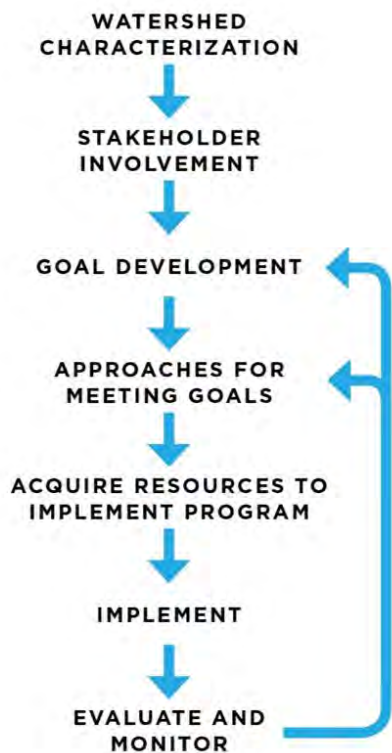 WATERSHED
CHARACTERIZATION
STAKEHOLDER
INVOLVEMENT
GOAL DEVELOPMENT
APPROACHES FOR
MEETING GOALS
ACQUIRE RESOURCES TO
IMPLEMENT PROGRAM
IMPLEMENT
EVALUATE AND
MONITOR